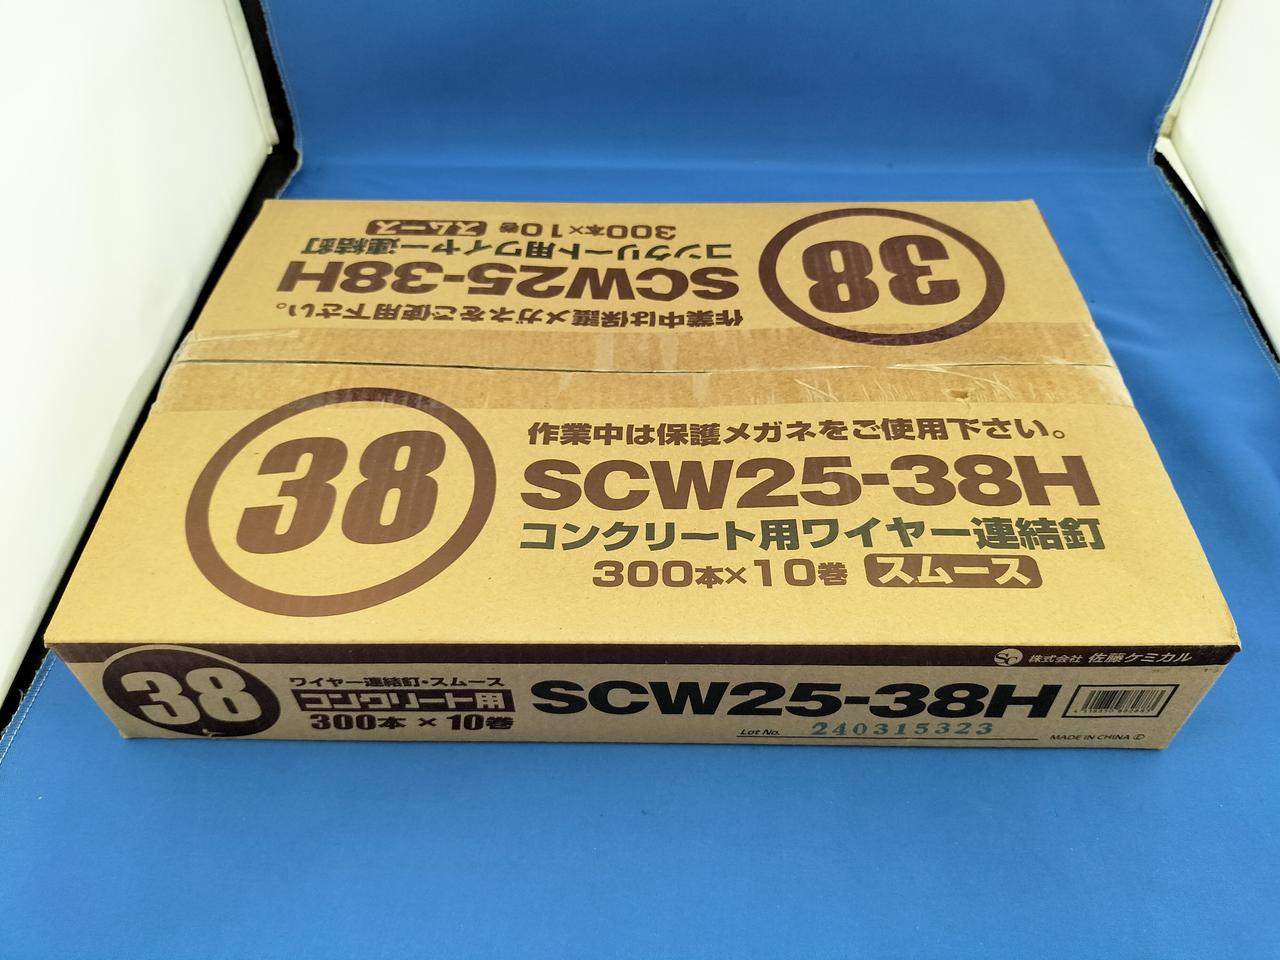 38
作業中は保護メガネをご使用下さい。
SCW25-38H
コンクリート用ワイヤー連結釘
300本×10巻 スムース
38
作業中は保護メガネをご使用下さい。
SCW25-38H
コンクリート用ワイヤー連結釘
300本×10巻 スムース
株式会社 佐藤ケミカル
38
ワイヤー連結釘・スムース
コンクリート用
300本 × 10巻
SCW25-38H
Lot No. 240315323
MADE IN CHINA